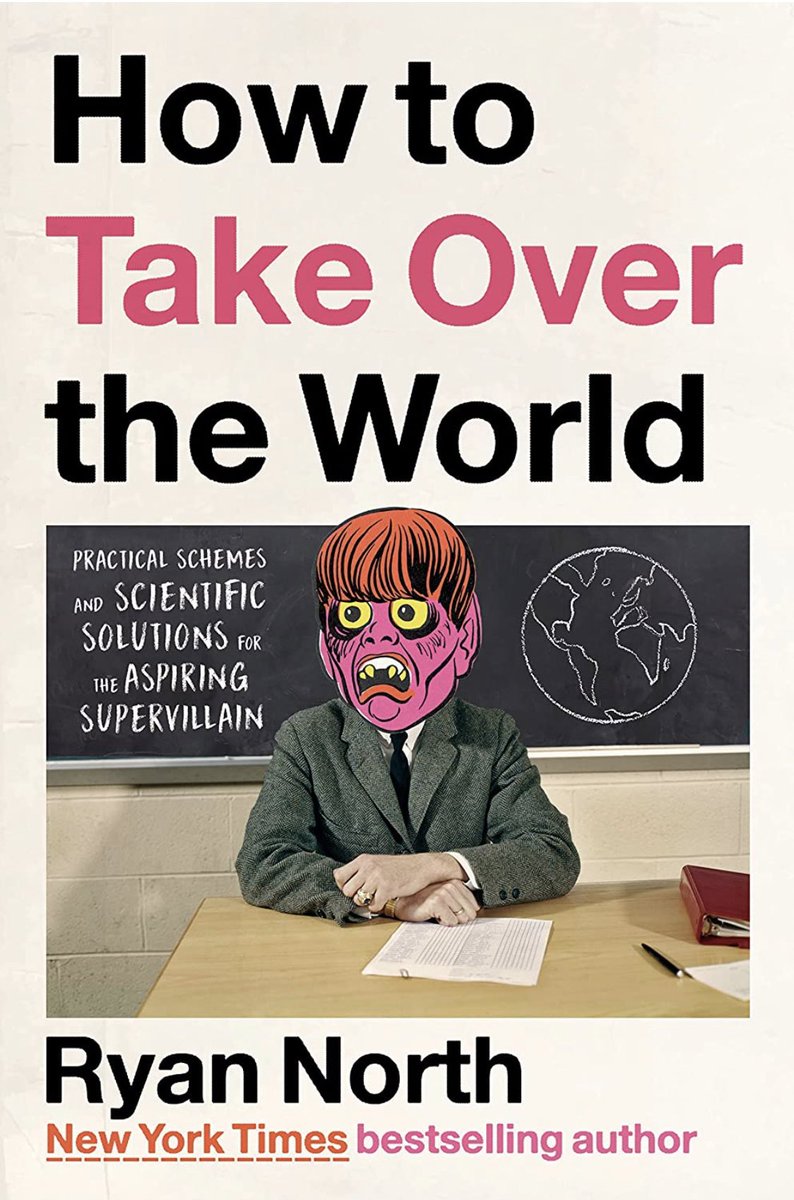 How to
Take Over
the World
PRACTICAL SCHEMES
AND SCIENTIFIC
SOLUTIONS FOR
THE ASPIRING
SUPERVILLAIN
Ryan North
New York Times bestselling author